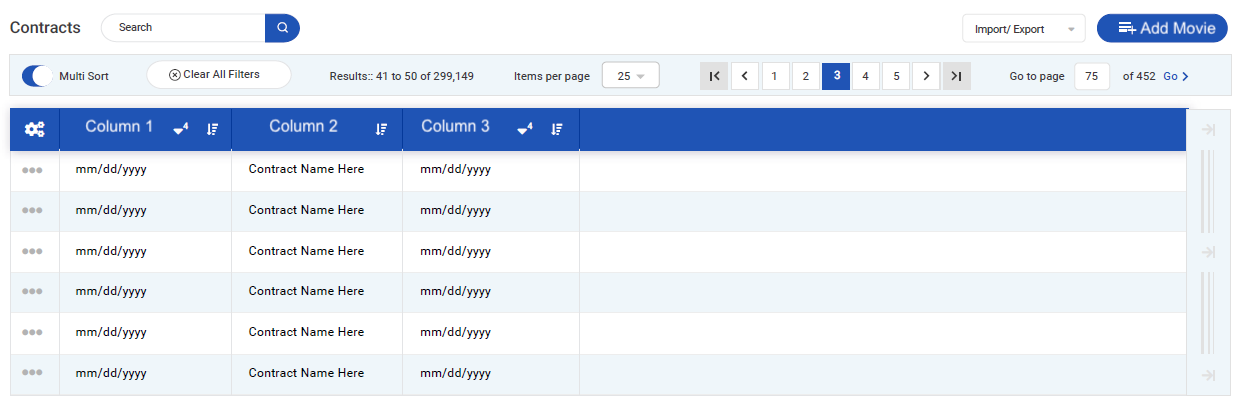 Contracts Search Import/ Export Add Movie
Multi Sort Clear All Filters Results:: 41 to 50 of 299,149 Items per page 25 1 2 3 4 5 Go to page 75 of 452 Go
Column 1 4 Column 2 Column 3 4
mm/dd/yyyy Contract Name Here mm/dd/yyyy
mm/dd/yyyy Contract Name Here mm/dd/yyyy
mm/dd/yyyy Contract Name Here mm/dd/yyyy
mm/dd/yyyy Contract Name Here mm/dd/yyyy
mm/dd/yyyy Contract Name Here mm/dd/yyyy
mm/dd/yyyy Contract Name Here mm/dd/yyyy